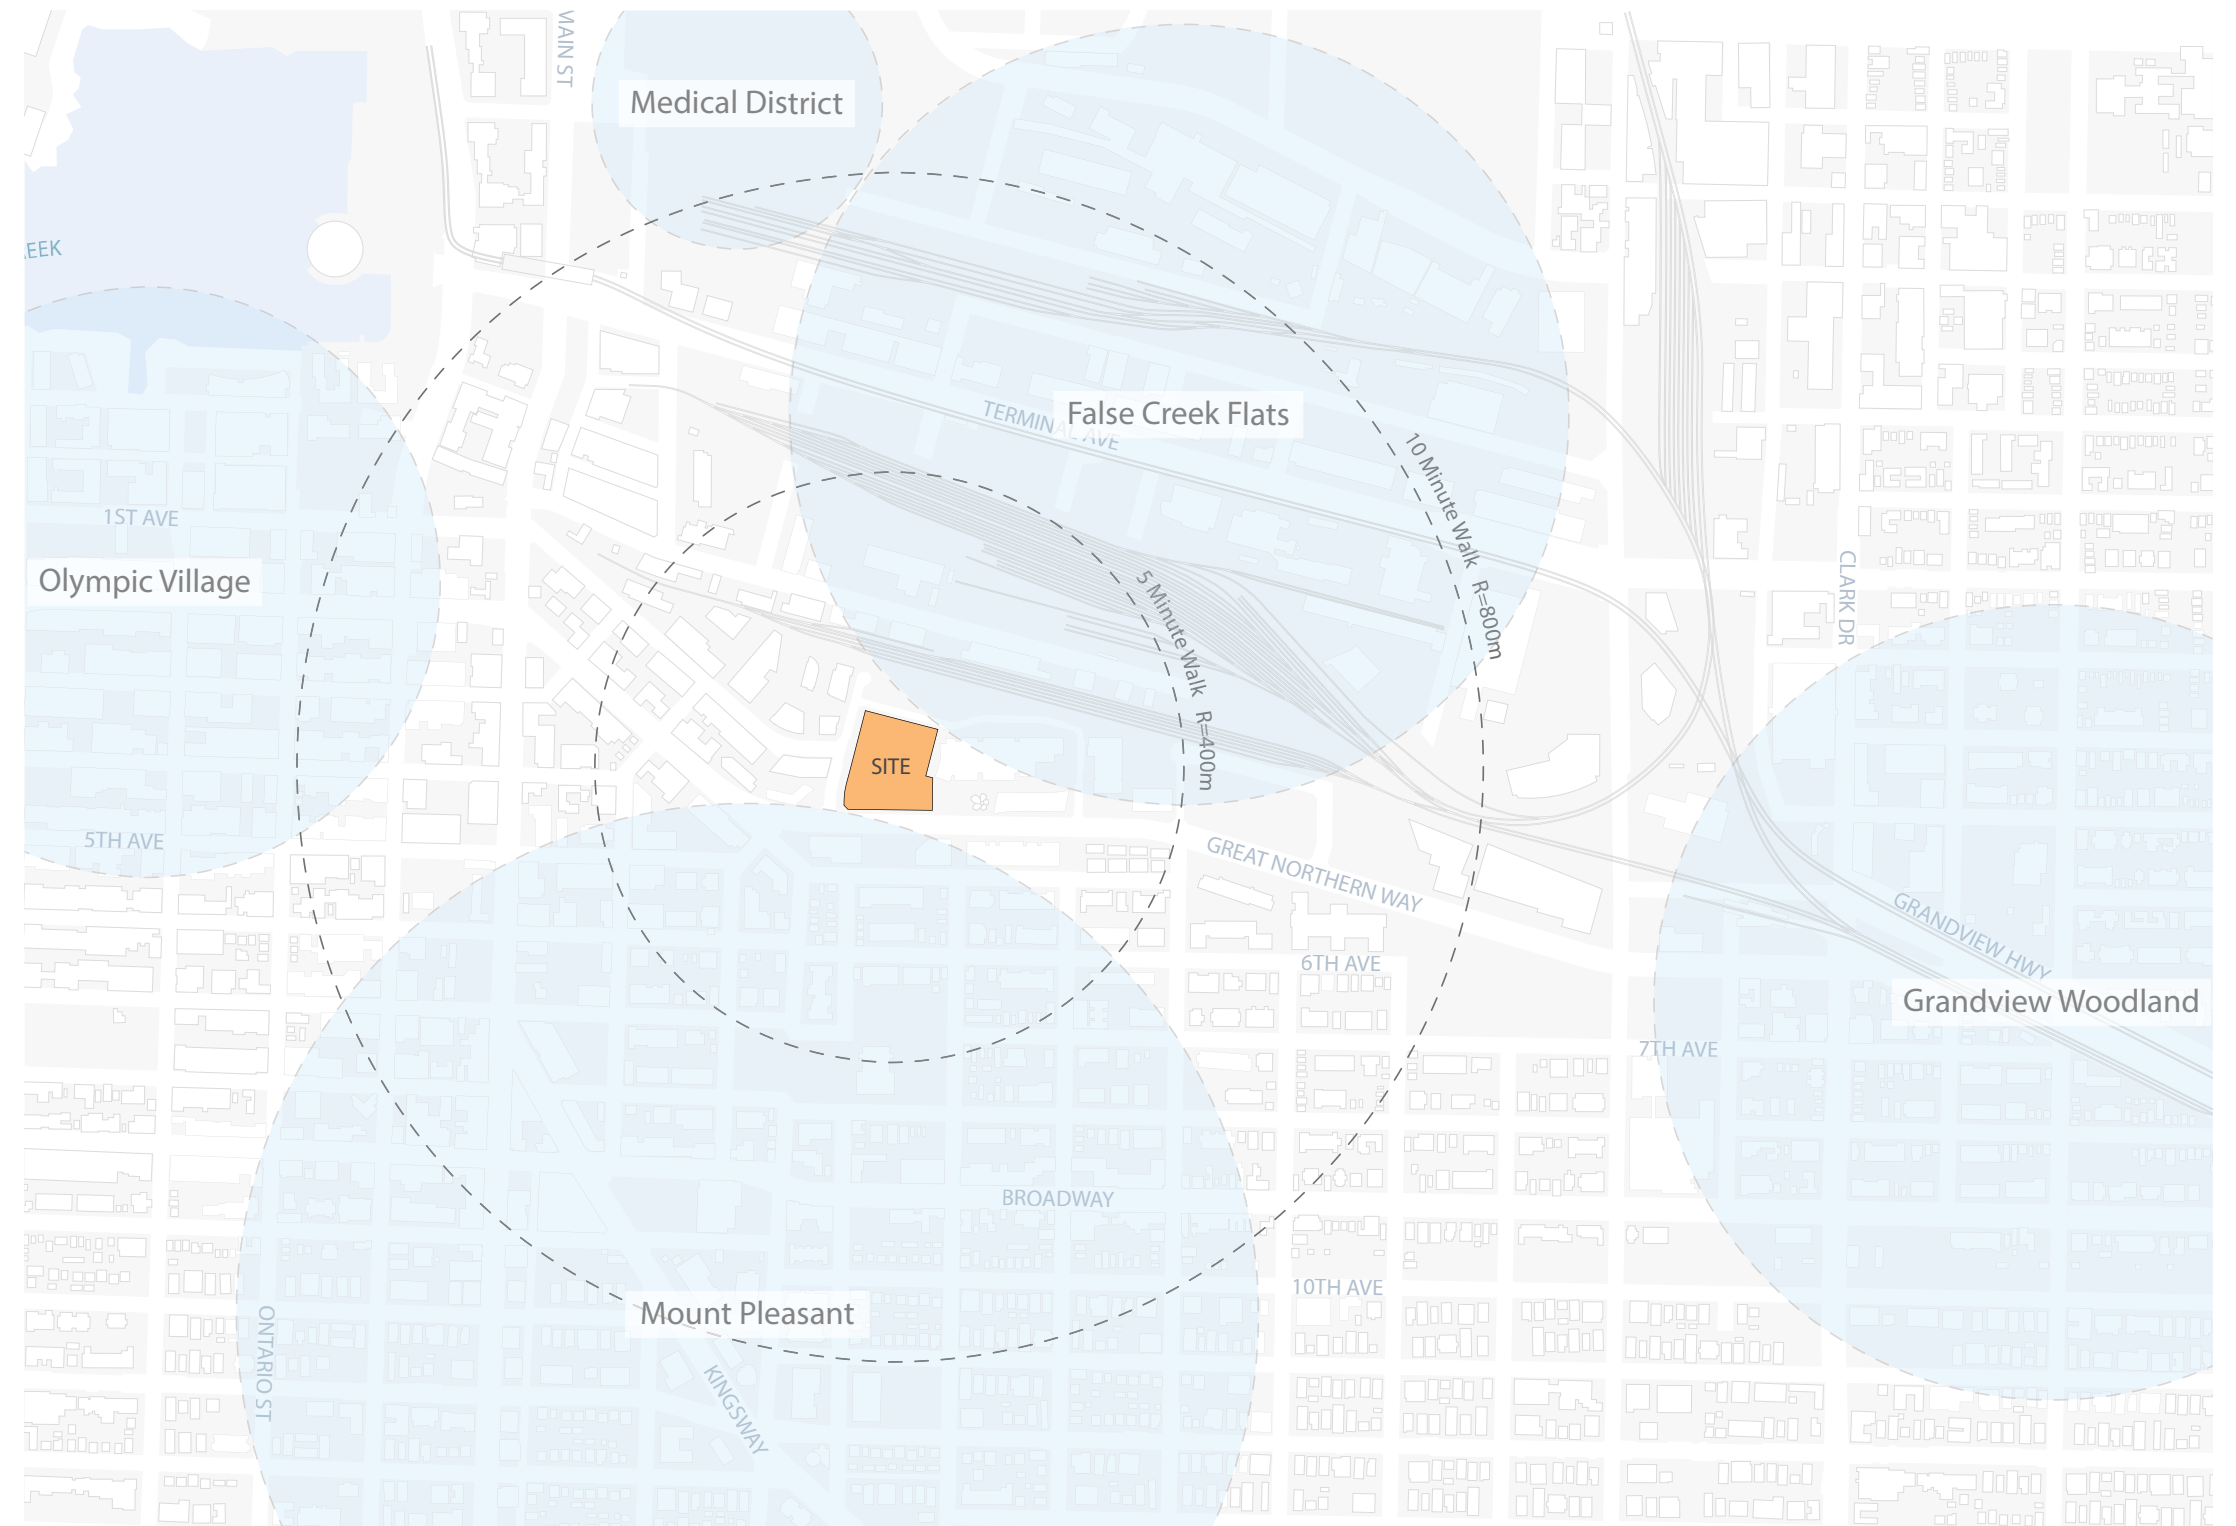 MAIN ST
Medical District
EEK
False Creek Flats
TERMINAL AVE
10 Minute Walk R=800m
1ST AVE
Olympic Village
5 Minute Walk R=400m
CLARK DR
SITE
5TH AVE
GREAT NORTHERN WAY
GRANDVIEW HWY
6TH AVE
Grandview Woodland
7TH AVE
BROADWAY
10TH AVE
Mount Pleasant
ONTARIO ST
KINGSWAY